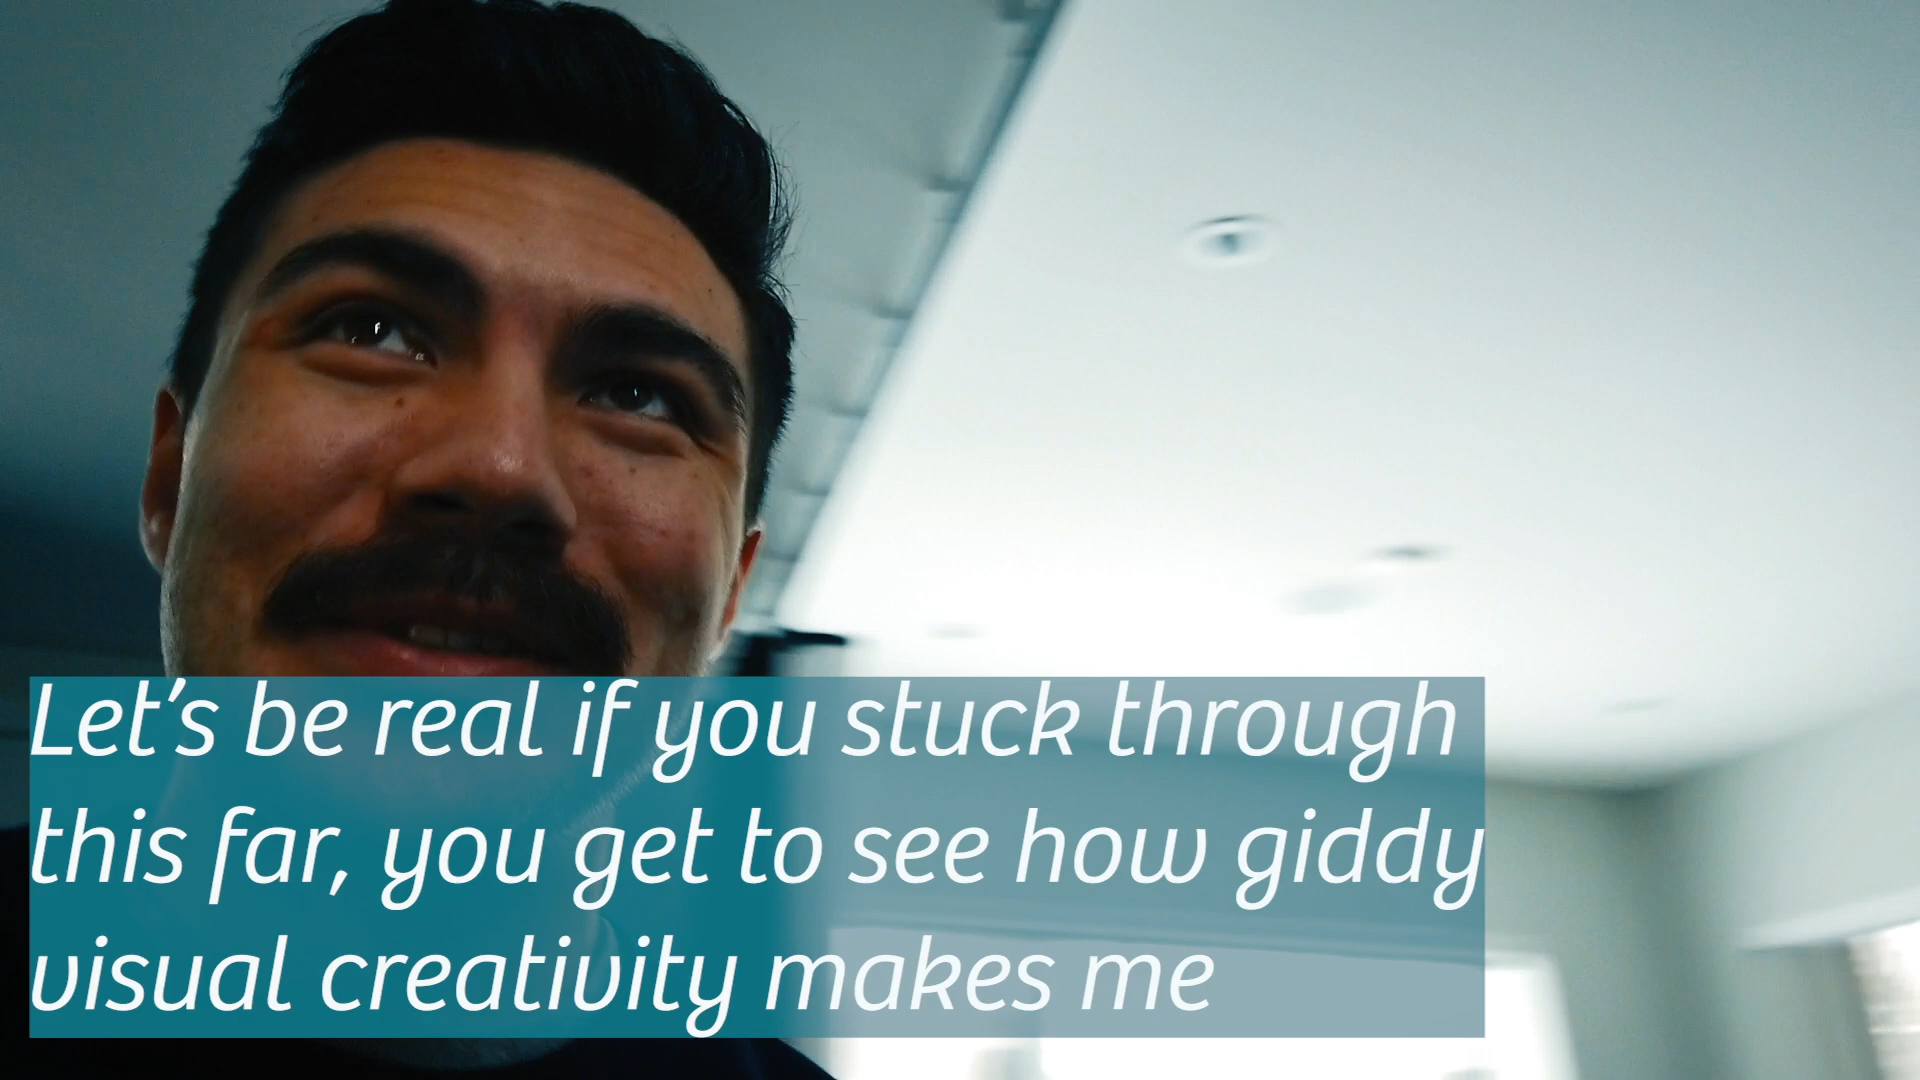 Let's be real if you stuck through
this far, you get to see how giddy
visual creativity makes me